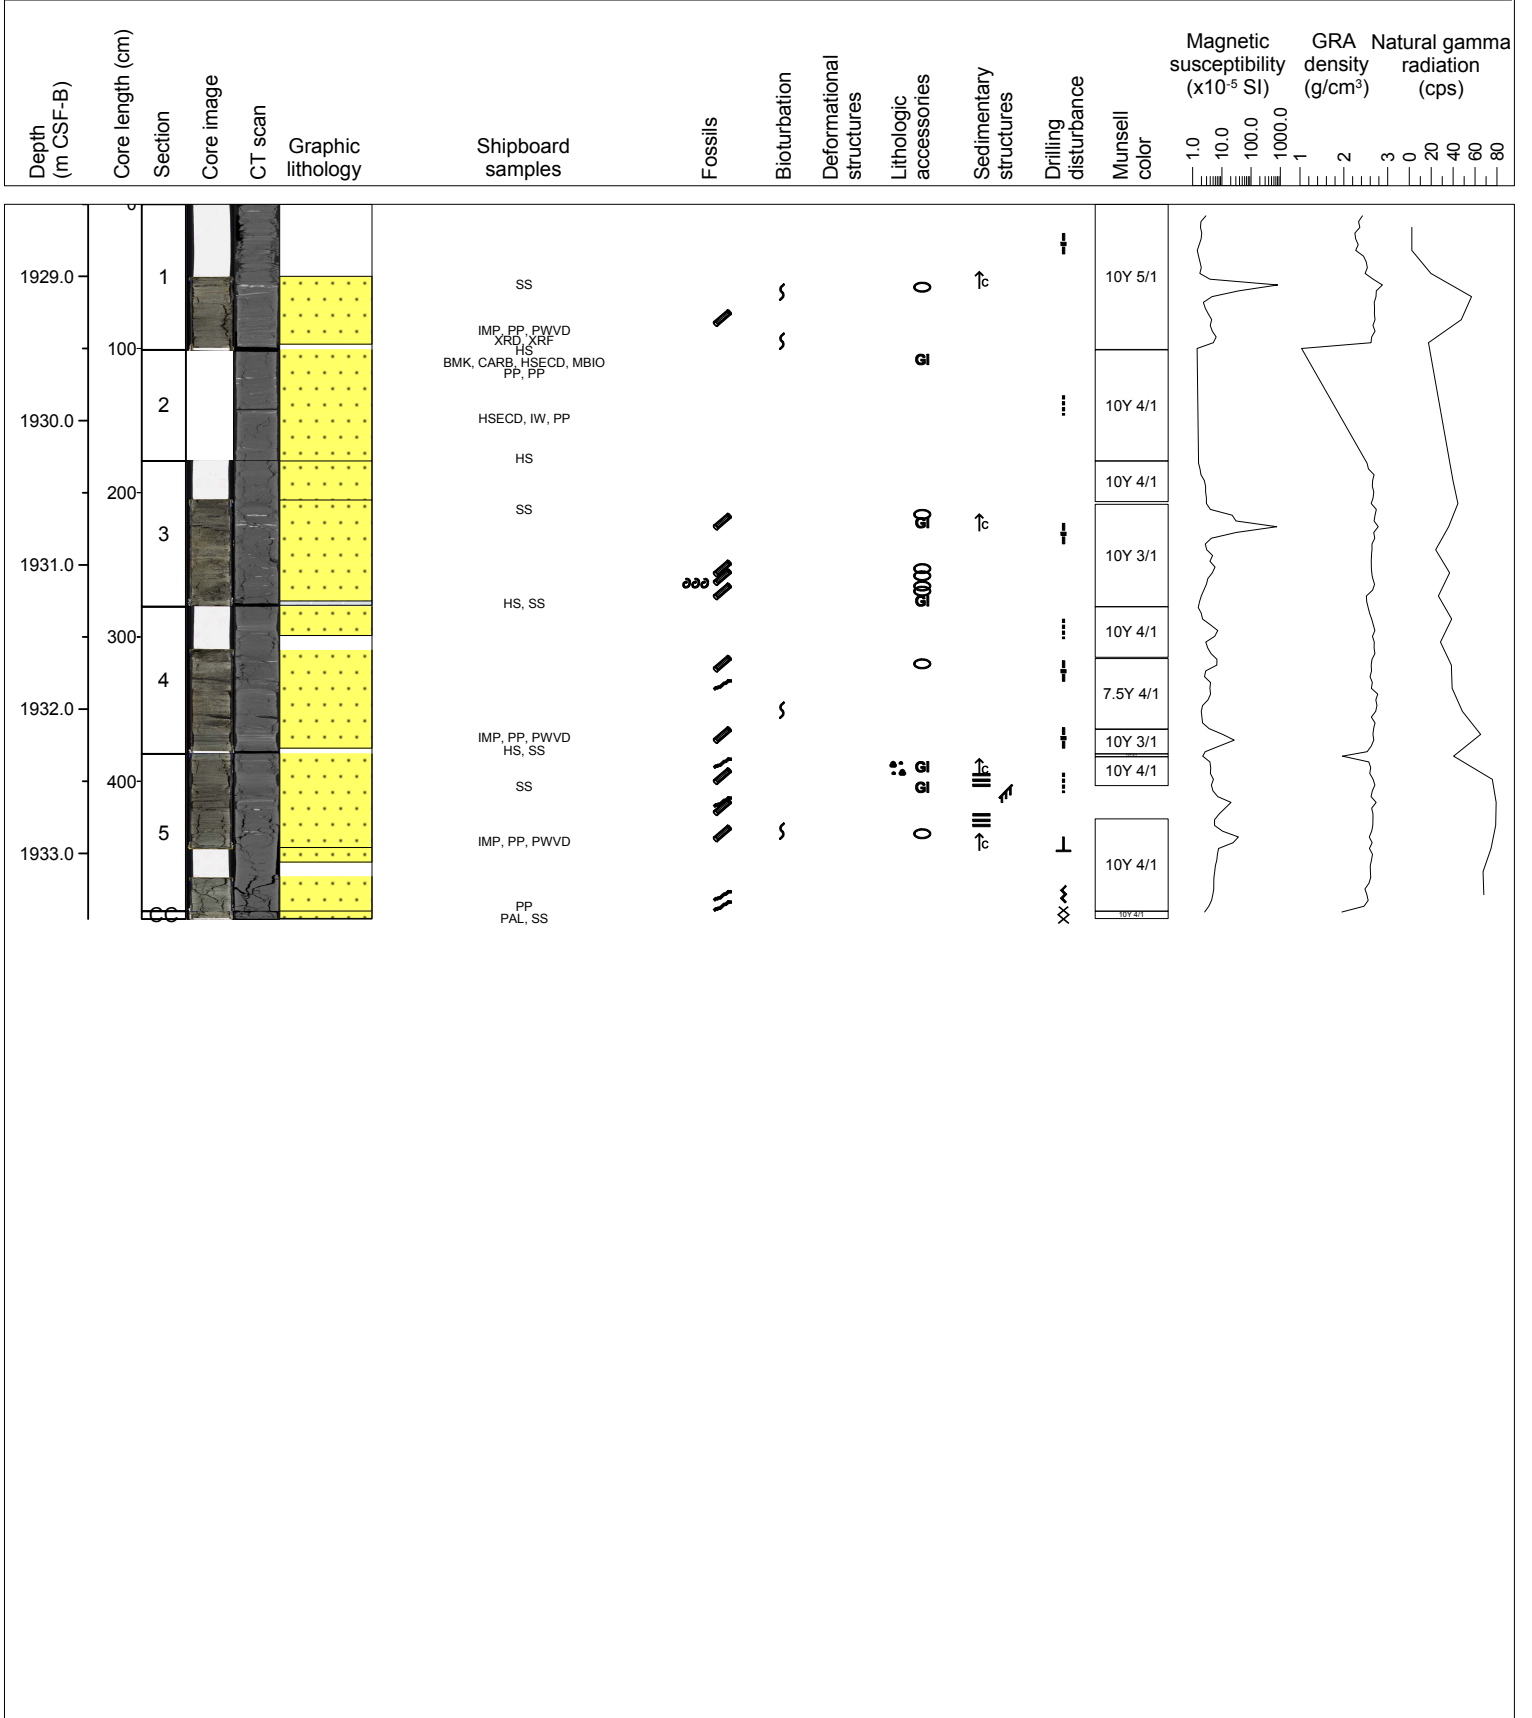 Depth
(m CSF-B)
Core length (cm)
Section
Core image
CT scan
Graphic
lithology
Shipboard
samples
Fossils
Bioturbation
Deformational
structures
Lithologic
accessories
Sedimentary
structures
Drilling
disturbance
Munsell
color
Magnetic
susceptibility
(x10⁻⁵ SI)
GRA
density
(g/cm³)
Natural gamma
radiation
(cps)
1.0
10.0
100.0
1000.0
1
2
3
0
20
40
60
80
0
1929.0
1
SS
c
10Y 5/1
IMP, PP, PWVD
XRD, XRF
100
HS
BMK, CARB, HSECD, MBIO
Gl
PP, PP
2
10Y 4/1
1930.0
HSECD, IW, PP
HS
10Y 4/1
200
SS
Gl
c
3
10Y 3/1
1931.0
HS, SS
Gl
300
10Y 4/1
4
7.5Y 4/1
1932.0
IMP, PP, PWVD
10Y 3/1
HS, SS
Gl
c
10Y 4/1
400
SS
Gl
5
IMP, PP, PWVD
c
1933.0
10Y 4/1
PP
CC
PAL, SS
10Y 4/1